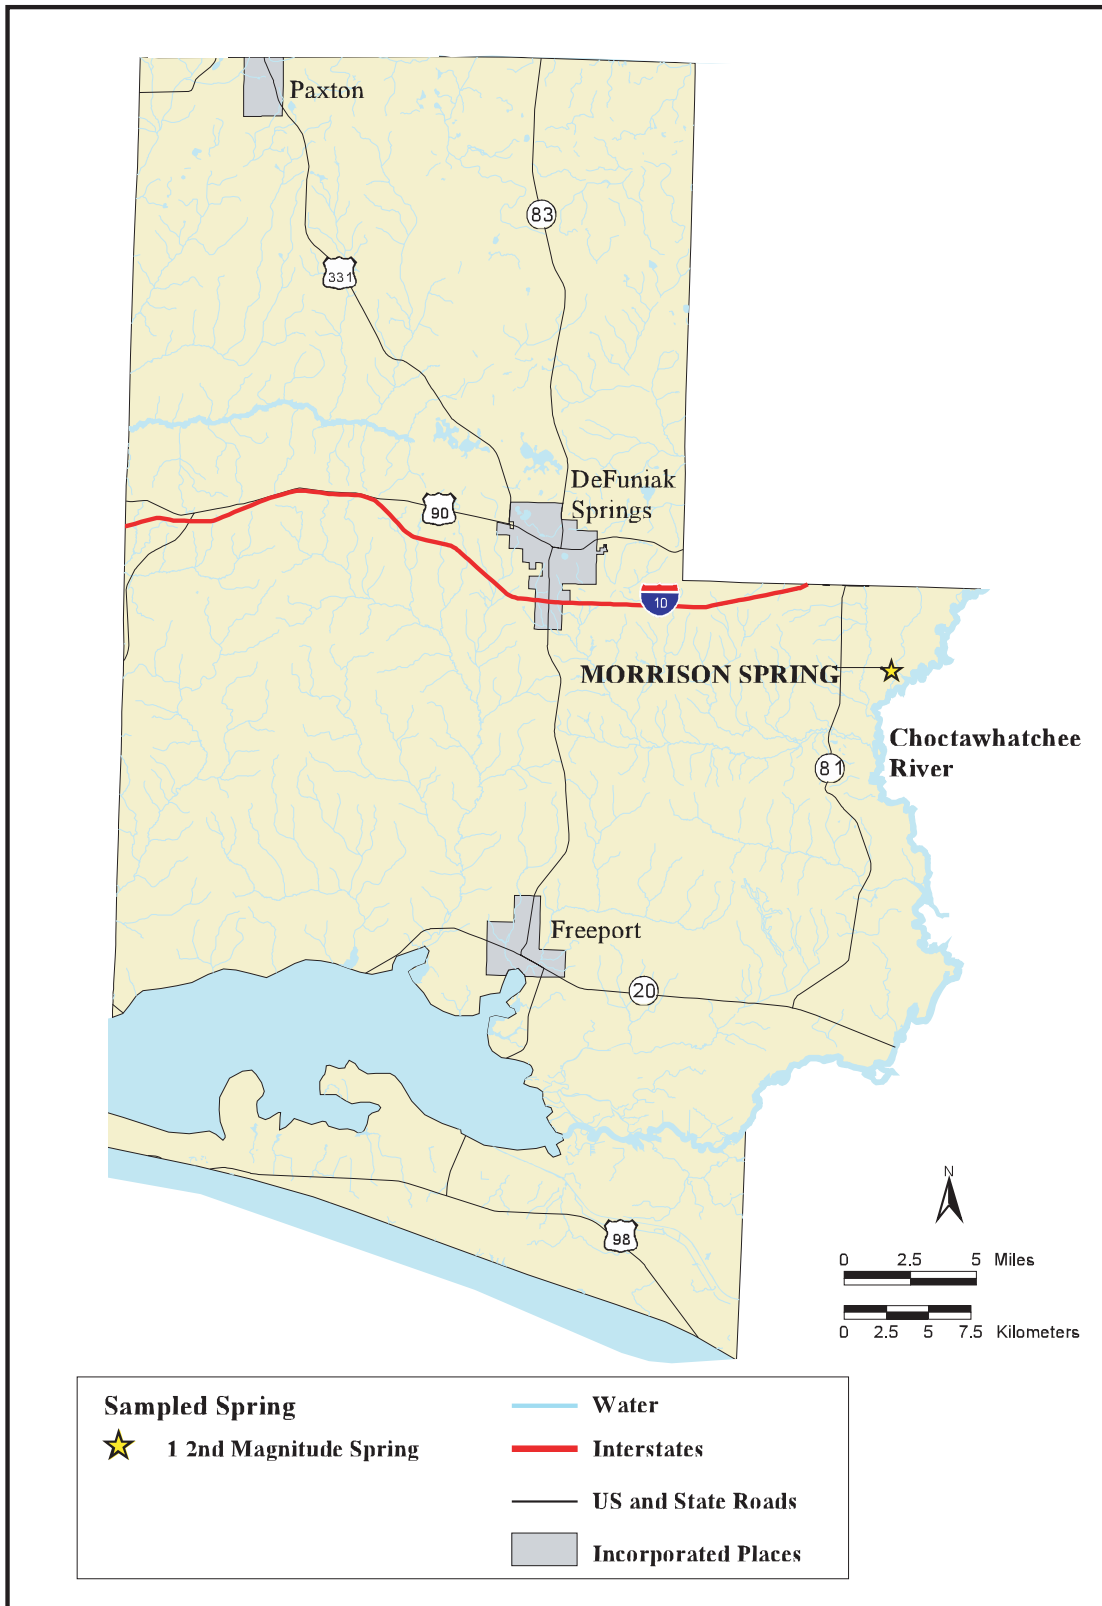 Paxton
83
331
DeFuniak
Springs
90
10
MORRISON SPRING
Choctawhatchee
River
81
Freeport
20
N
98
0 2.5 5 Miles
0 2.5 5 7.5 Kilometers
Sampled Spring
1 2nd Magnitude Spring
Water
Interstates
US and State Roads
Incorporated Places